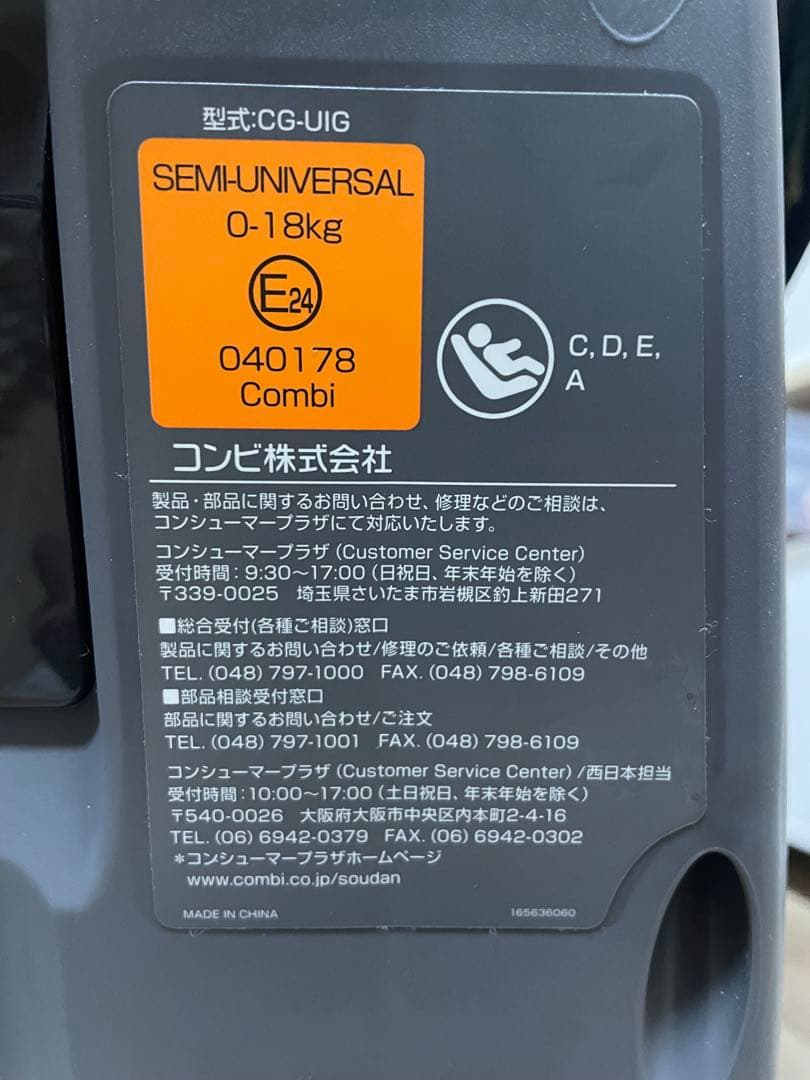 型式:CG-UIG
SEMI-UNIVERSAL
0-18kg
E24
040178
Combi
C, D, E,
A
コンビ株式会社
製品・部品に関するお問い合わせ、修理などのご相談は、
コンシューマープラザにて対応いたします。
コンシューマープラザ (Customer Service Center)
受付時間：9:30～17:00 (日祝日、年末年始を除く)
〒339-0025 埼玉県さいたま市岩槻区釣上新田271
■総合受付(各種ご相談)窓口
製品に関するお問い合わせ/修理のご依頼/各種ご相談/その他
TEL. (048) 797-1000 FAX. (048) 798-6109
■部品相談受付窓口
部品に関するお問い合わせ/ご注文
TEL. (048) 797-1001 FAX. (048) 798-6109
コンシューマープラザ (Customer Service Center) /西日本担当
受付時間：10:00～17:00 (土日祝日、年末年始を除く)
〒540-0026 大阪府大阪市中央区内本町2-4-16
TEL. (06) 6942-0379 FAX. (06) 6942-0302
＊コンシューマープラザホームページ
www.combi.co.jp/soudan
MADE IN CHINA 165636060